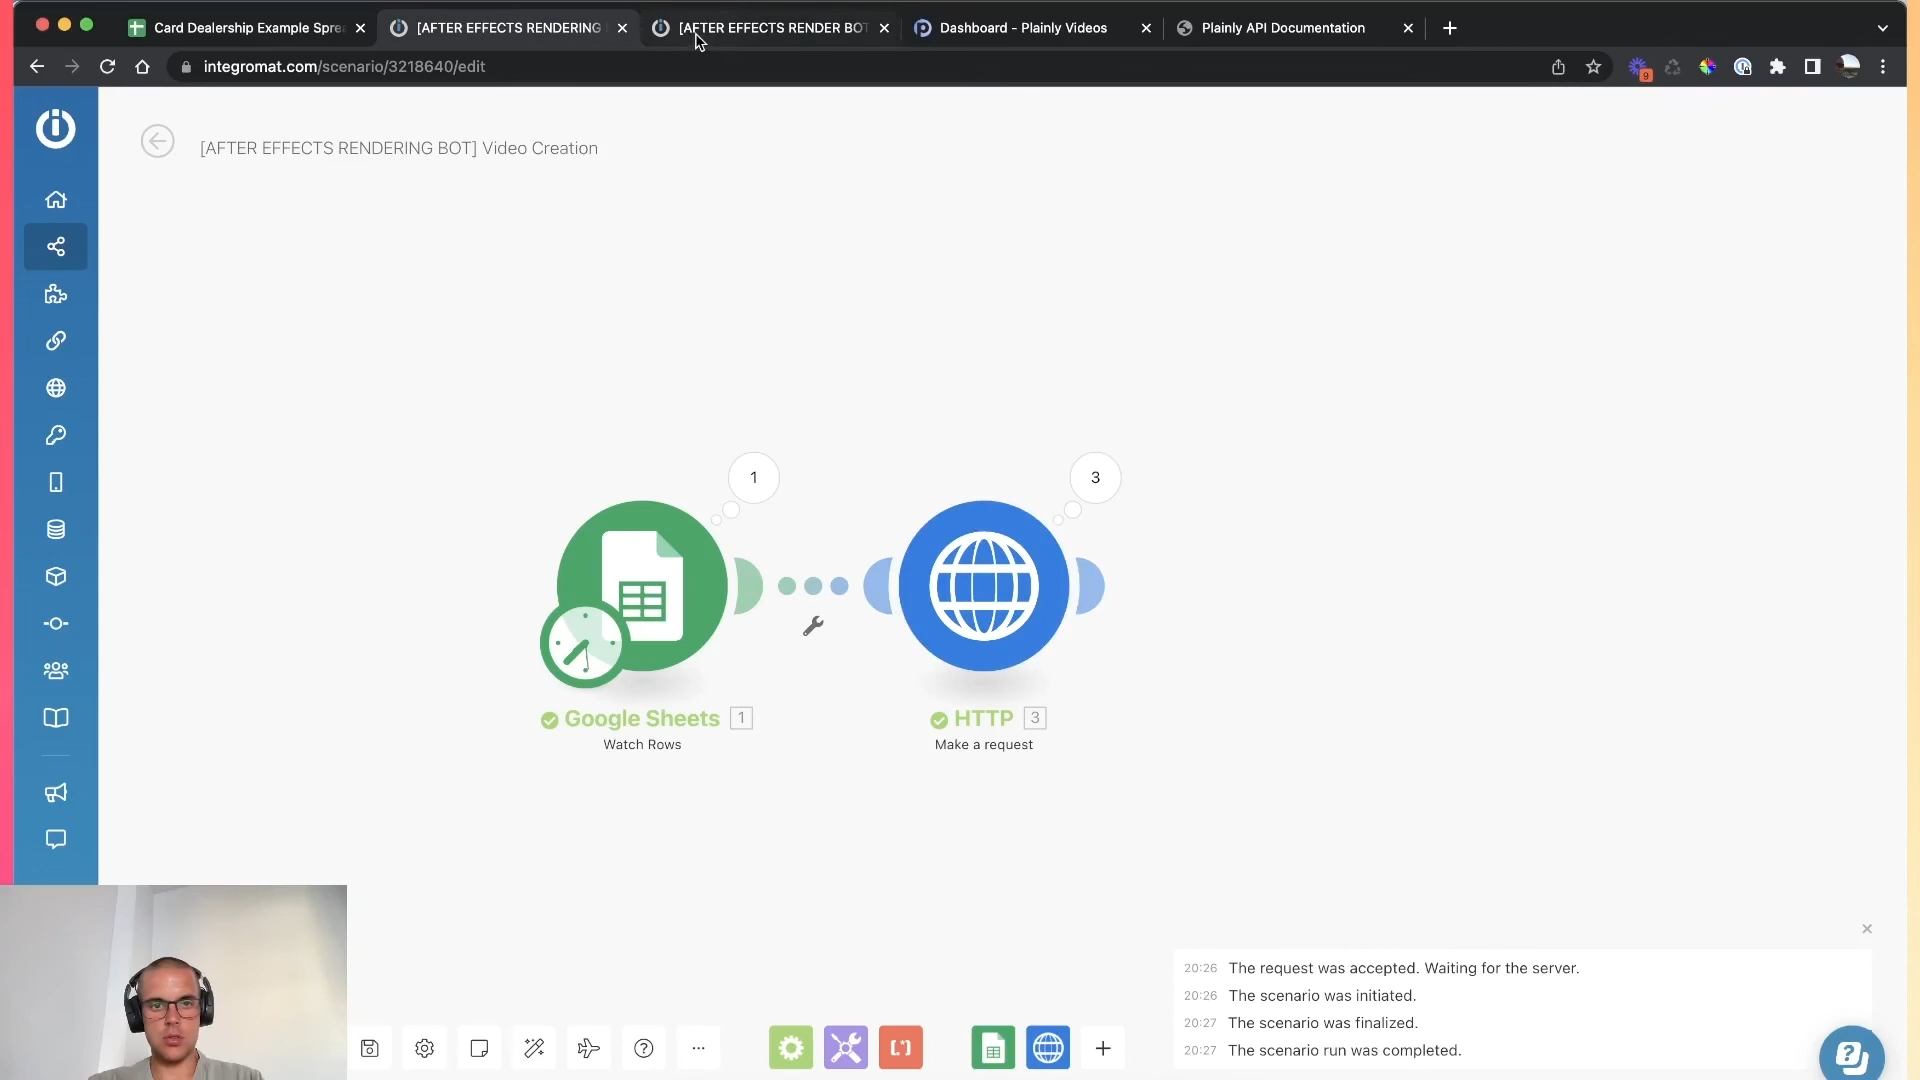 Card Dealership Example Spre
[AFTER EFFECTS RENDERING
[AFTER EFFECTS RENDER BOT
Dashboard - Plainly Videos
Plainly API Documentation
integromat.com/scenario/3218640/edit
9
[AFTER EFFECTS RENDERING BOT] Video Creation
1
3
Google Sheets 1
Watch Rows
HTTP 3
Make a request
20:26 The request was accepted. Waiting for the server.
20:26 The scenario was initiated.
20:27 The scenario was finalized.
20:27 The scenario run was completed.